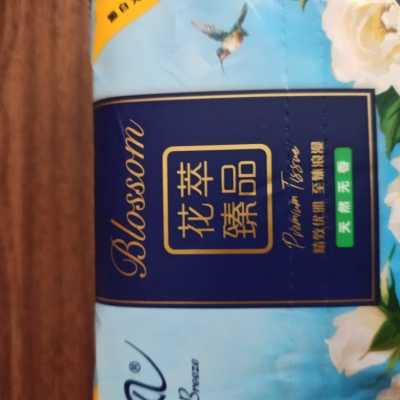 Blossom
花萃
臻品
Premium Tissue
精致优雅 至臻浪漫
天然无香
®
Breeze